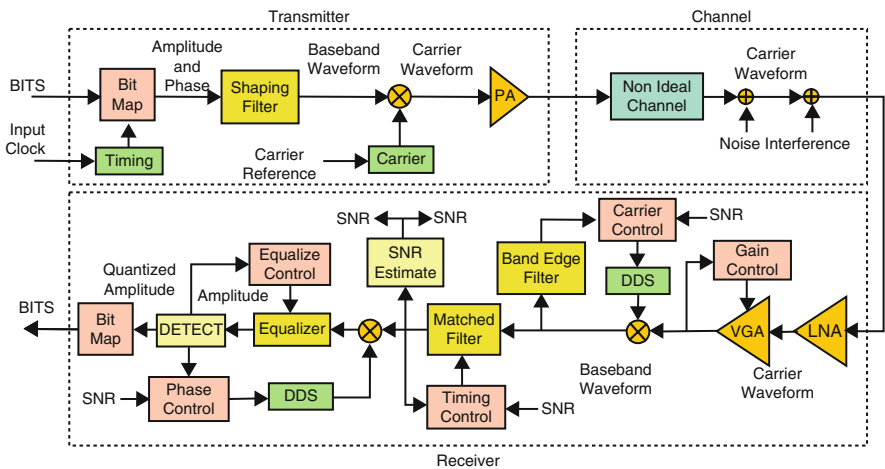 Transmitter
Channel
Amplitude
and
Phase
Baseband
Waveform
Carrier
Waveform
Carrier
Waveform
BITS
Bit
Map
Shaping
Filter
PA
Non Ideal
Channel
Input
Clock
Timing
Carrier
Reference
Carrier
Noise Interference
SNR
SNR
Carrier
Control
SNR
Equalize
Control
SNR
Estimate
Band Edge
Filter
DDS
Gain
Control
Quantized
Amplitude
Amplitude
BITS
Bit
Map
DETECT
Equalizer
Matched
Filter
VGA
LNA
Baseband
Waveform
Carrier
Waveform
SNR
Phase
Control
DDS
Timing
Control
SNR
Receiver